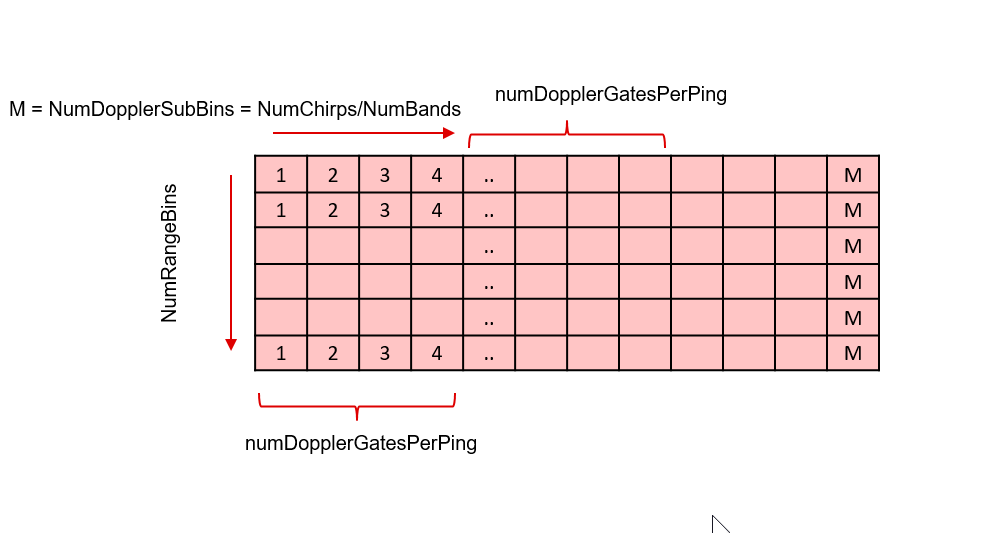 numDopplerGatesPerPing
M = NumDopplerSubBins = NumChirps/NumBands
NumRangeBins
1 2 3 4 .. M
1 2 3 4 .. M
.. M
.. M
.. M
1 2 3 4 .. M
numDopplerGatesPerPing